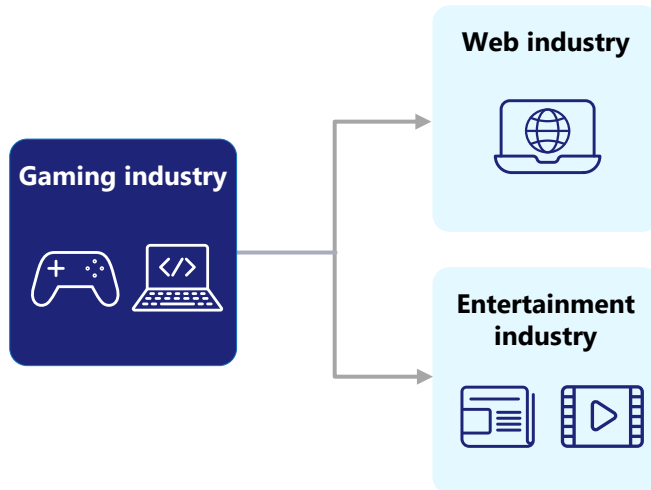 Web industry
Gaming industry
</>
Entertainment
industry